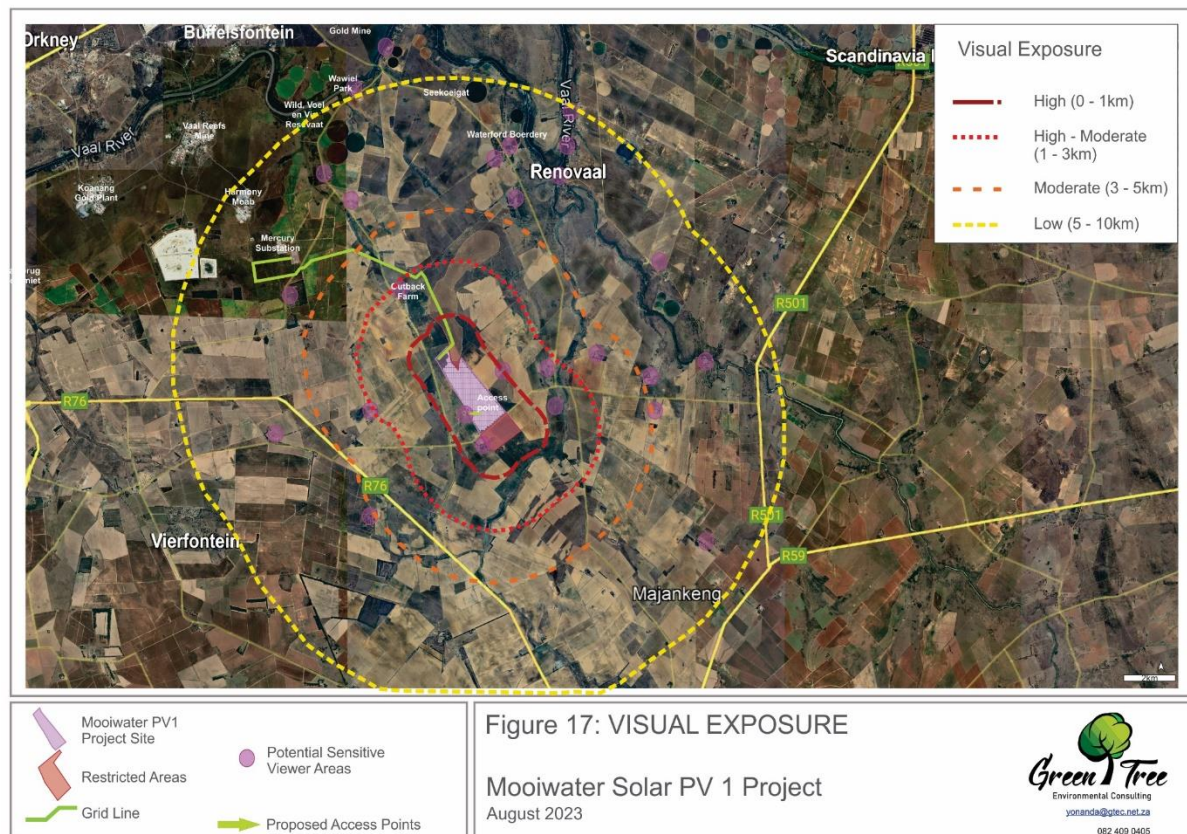 Orkney
Buffelsfontein
Gold Mine
Scandinavia
Wawiel
Park
Seekoeigat
Wild, Voel
en Vis
Vaal Reefs
Mine
Vaal River
Waterford Boerdery
Vaal River
Renovaal
Gold Plant
Harmony
Moab
Mercury
Substation
Outback
Farm
R501
R76
Access
point
R76
R501
R59
Vierfontein
Majankeng
2km
Visual Exposure
High (0 - 1km)
High - Moderate
(1 - 3km)
Moderate (3 - 5km)
Low (5 - 10km)
Mooiwater PV1
Project Site
Restricted Areas
Grid Line
Potential Sensitive
Viewer Areas
Proposed Access Points
Figure 17: VISUAL EXPOSURE
Mooiwater Solar PV 1 Project
August 2023
Green Tree
Environmental Consulting
yonanda@gtec.net.za
082 409 0405